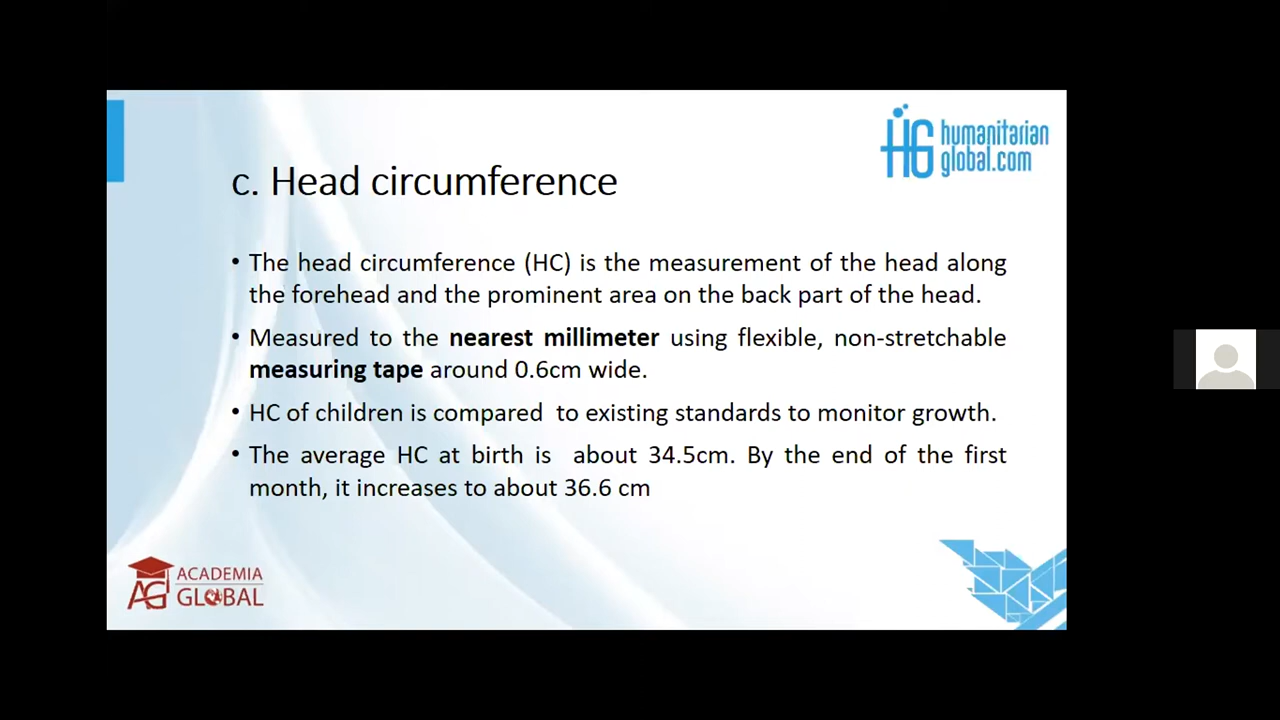 HG humanitarian
global.com
c. Head circumference
• The head circumference (HC) is the measurement of the head along
the forehead and the prominent area on the back part of the head.
• Measured to the nearest millimeter using flexible, non-stretchable
measuring tape around 0.6cm wide.
• HC of children is compared to existing standards to monitor growth.
• The average HC at birth is about 34.5cm. By the end of the first
month, it increases to about 36.6 cm
AG ACADEMIA
GLOBAL